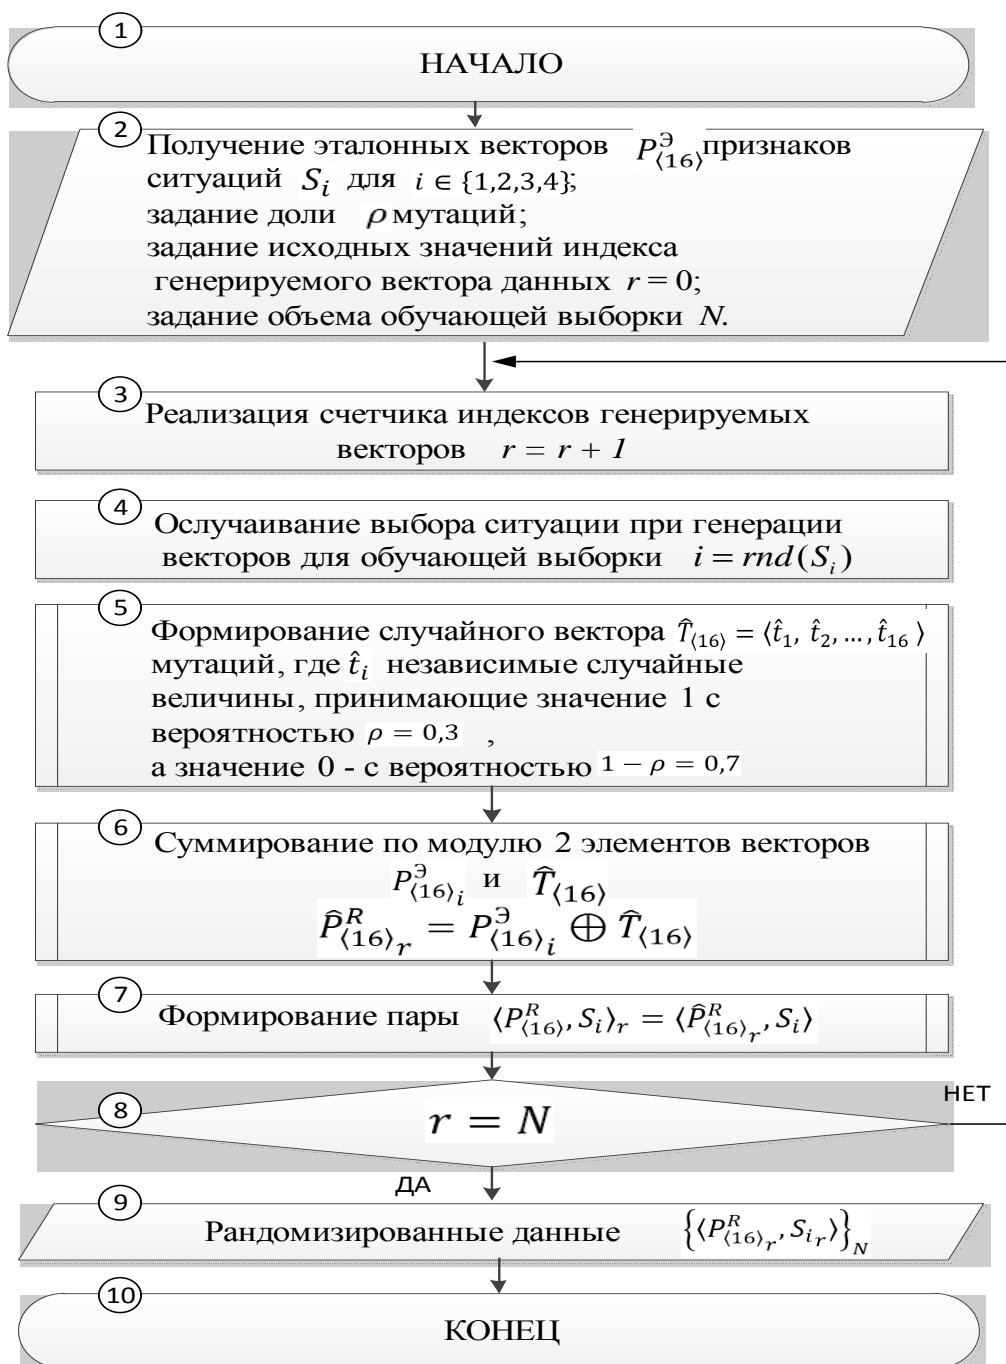 1
НАЧАЛО
2
Получение эталонных векторов P^Э_⟨16⟩ признаков
ситуаций S_i для i ∈ {1,2,3,4};
задание доли ρ мутаций;
задание исходных значений индекса
генерируемого вектора данных r = 0;
задание объема обучающей выборки N.
3
Реализация счетчика индексов генерируемых
векторов r = r + 1
4
Ослучаивание выбора ситуации при генерации
векторов для обучающей выборки i = rnd(S_i)
5
Формирование случайного вектора T̂_⟨16⟩ = ⟨t̂_1, t̂_2, ..., t̂_16 ⟩
мутаций, где t̂_i независимые случайные
величины, принимающие значение 1 с
вероятностью ρ = 0,3 ,
а значение 0 - с вероятностью 1 − ρ = 0,7
6
Суммирование по модулю 2 элементов векторов
P^Э_⟨16⟩_i и T̂_⟨16⟩
P̂^R_⟨16⟩_r = P^Э_⟨16⟩_i ⊕ T̂_⟨16⟩
7
Формирование пары ⟨P^R_⟨16⟩, S_i⟩_r = ⟨P̂^R_⟨16⟩_r, S_i⟩
НЕТ
8
r = N
ДА
9
Рандомизированные данные {⟨P^R_⟨16⟩_r, S_i_r⟩}_N
10
КОНЕЦ